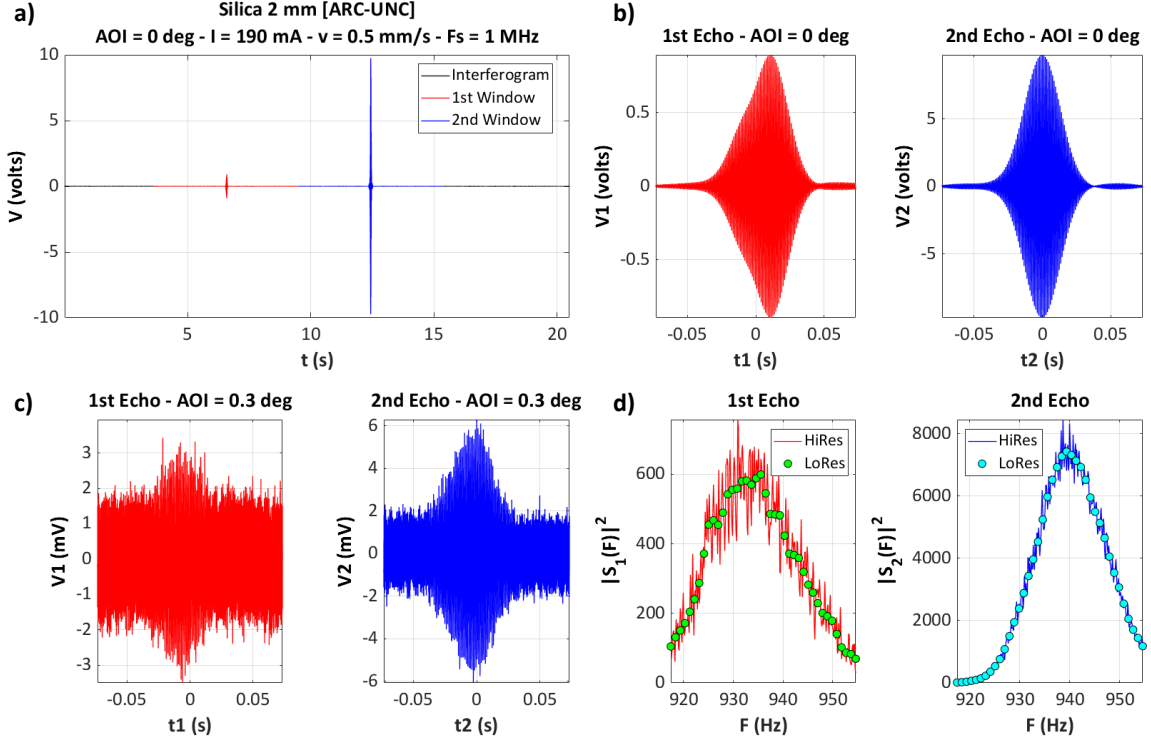 a)
Silica 2 mm [ARC-UNC]
AOI = 0 deg - I = 190 mA - v = 0.5 mm/s - Fs = 1 MHz
10
5
0
-5
-10
V (volts)
5
10
15
20
t (s)
Interferogram
1st Window
2nd Window
b)
1st Echo - AOI = 0 deg
0.5
0
-0.5
V1 (volts)
-0.05
0
0.05
t1 (s)
2nd Echo - AOI = 0 deg
5
0
-5
V2 (volts)
-0.05
0
0.05
t2 (s)
c)
1st Echo - AOI = 0.3 deg
3
2
1
0
-1
-2
-3
V1 (mV)
-0.05
0
0.05
t1 (s)
2nd Echo - AOI = 0.3 deg
6
4
2
0
-2
-4
-6
V2 (mV)
-0.05
0
0.05
t2 (s)
d)
1st Echo
HiRes
LoRes
600
400
200
0
|S_1(F)|^2
920
930
940
950
F (Hz)
2nd Echo
HiRes
LoRes
8000
6000
4000
2000
0
|S_2(F)|^2
920
930
940
950
F (Hz)